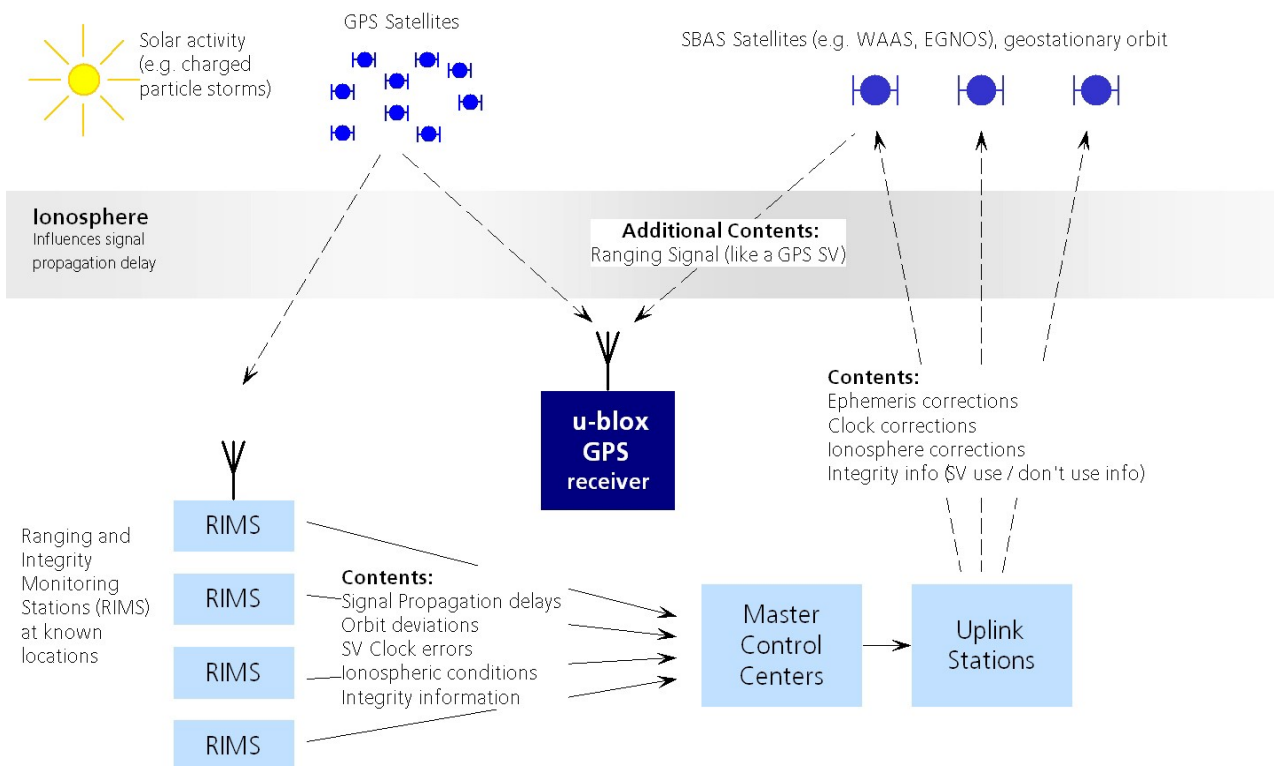 Solar activity
(e.g. charged
particle storms)
GPS Satellites
SBAS Satellites (e.g. WAAS, EGNOS), geostationary orbit
Ionosphere
Influences signal
propagation delay
Additional Contents:
Ranging Signal (like a GPS SV)
u-blox
GPS
receiver
Contents:
Ephemeris corrections
Clock corrections
Ionosphere corrections
Integrity info (SV use / don't use info)
Ranging and
Integrity
Monitoring
Stations (RIMS)
at known
locations
RIMS
RIMS
RIMS
RIMS
Contents:
Signal Propagation delays
Orbit deviations
SV Clock errors
Ionospheric conditions
Integrity information
Master
Control
Centers
Uplink
Stations